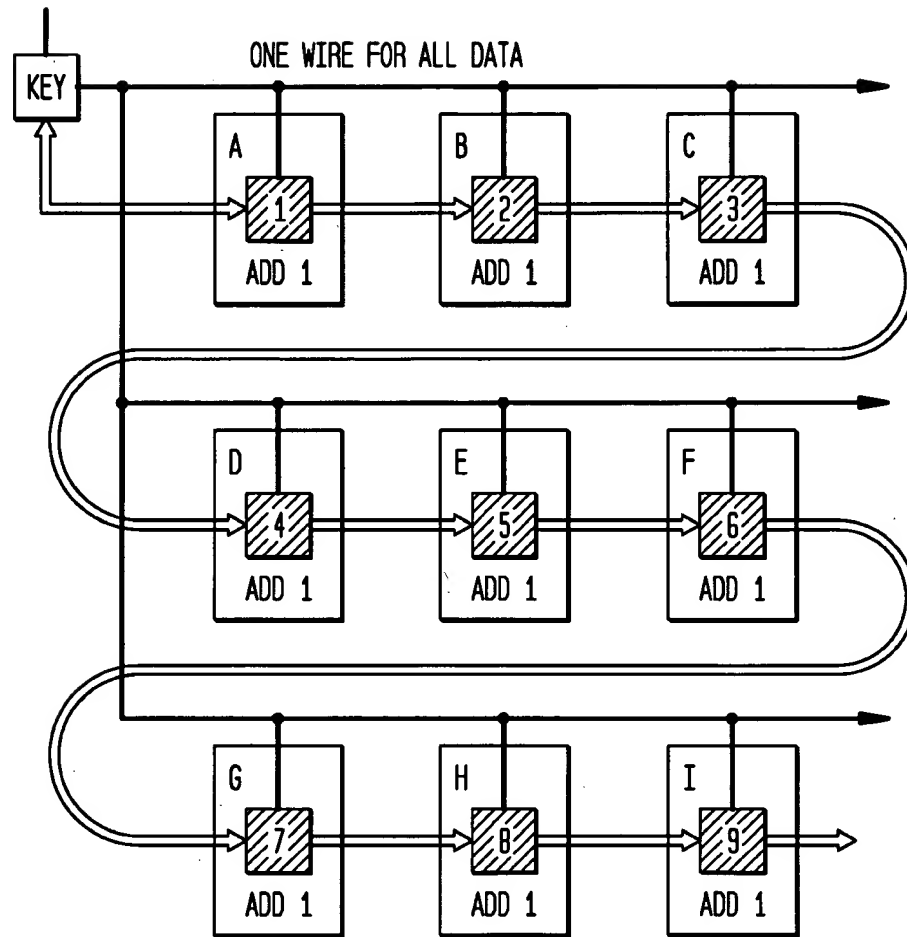 ONE WIRE FOR ALL DATA
KEY
A B C
1 2 3
ADD 1 ADD 1 ADD 1
D E F
4 5 6
ADD 1 ADD 1 ADD 1
G H I
7 8 9
ADD 1 ADD 1 ADD 1